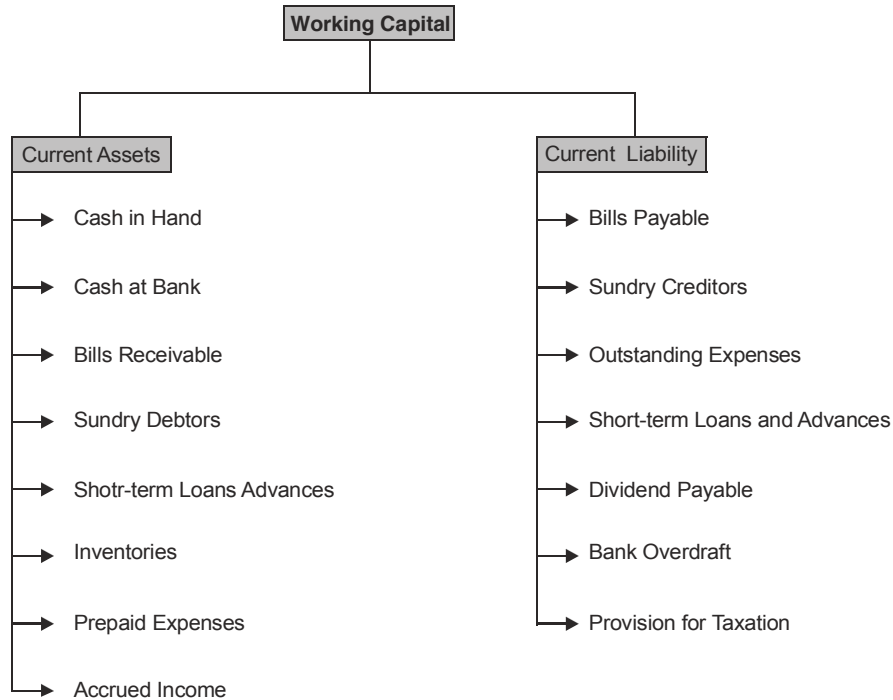 Working Capital
Current Assets
Cash in Hand
Cash at Bank
Bills Receivable
Sundry Debtors
Shotr-term Loans Advances
Inventories
Prepaid Expenses
Accrued Income
Current Liability
Bills Payable
Sundry Creditors
Outstanding Expenses
Short-term Loans and Advances
Dividend Payable
Bank Overdraft
Provision for Taxation